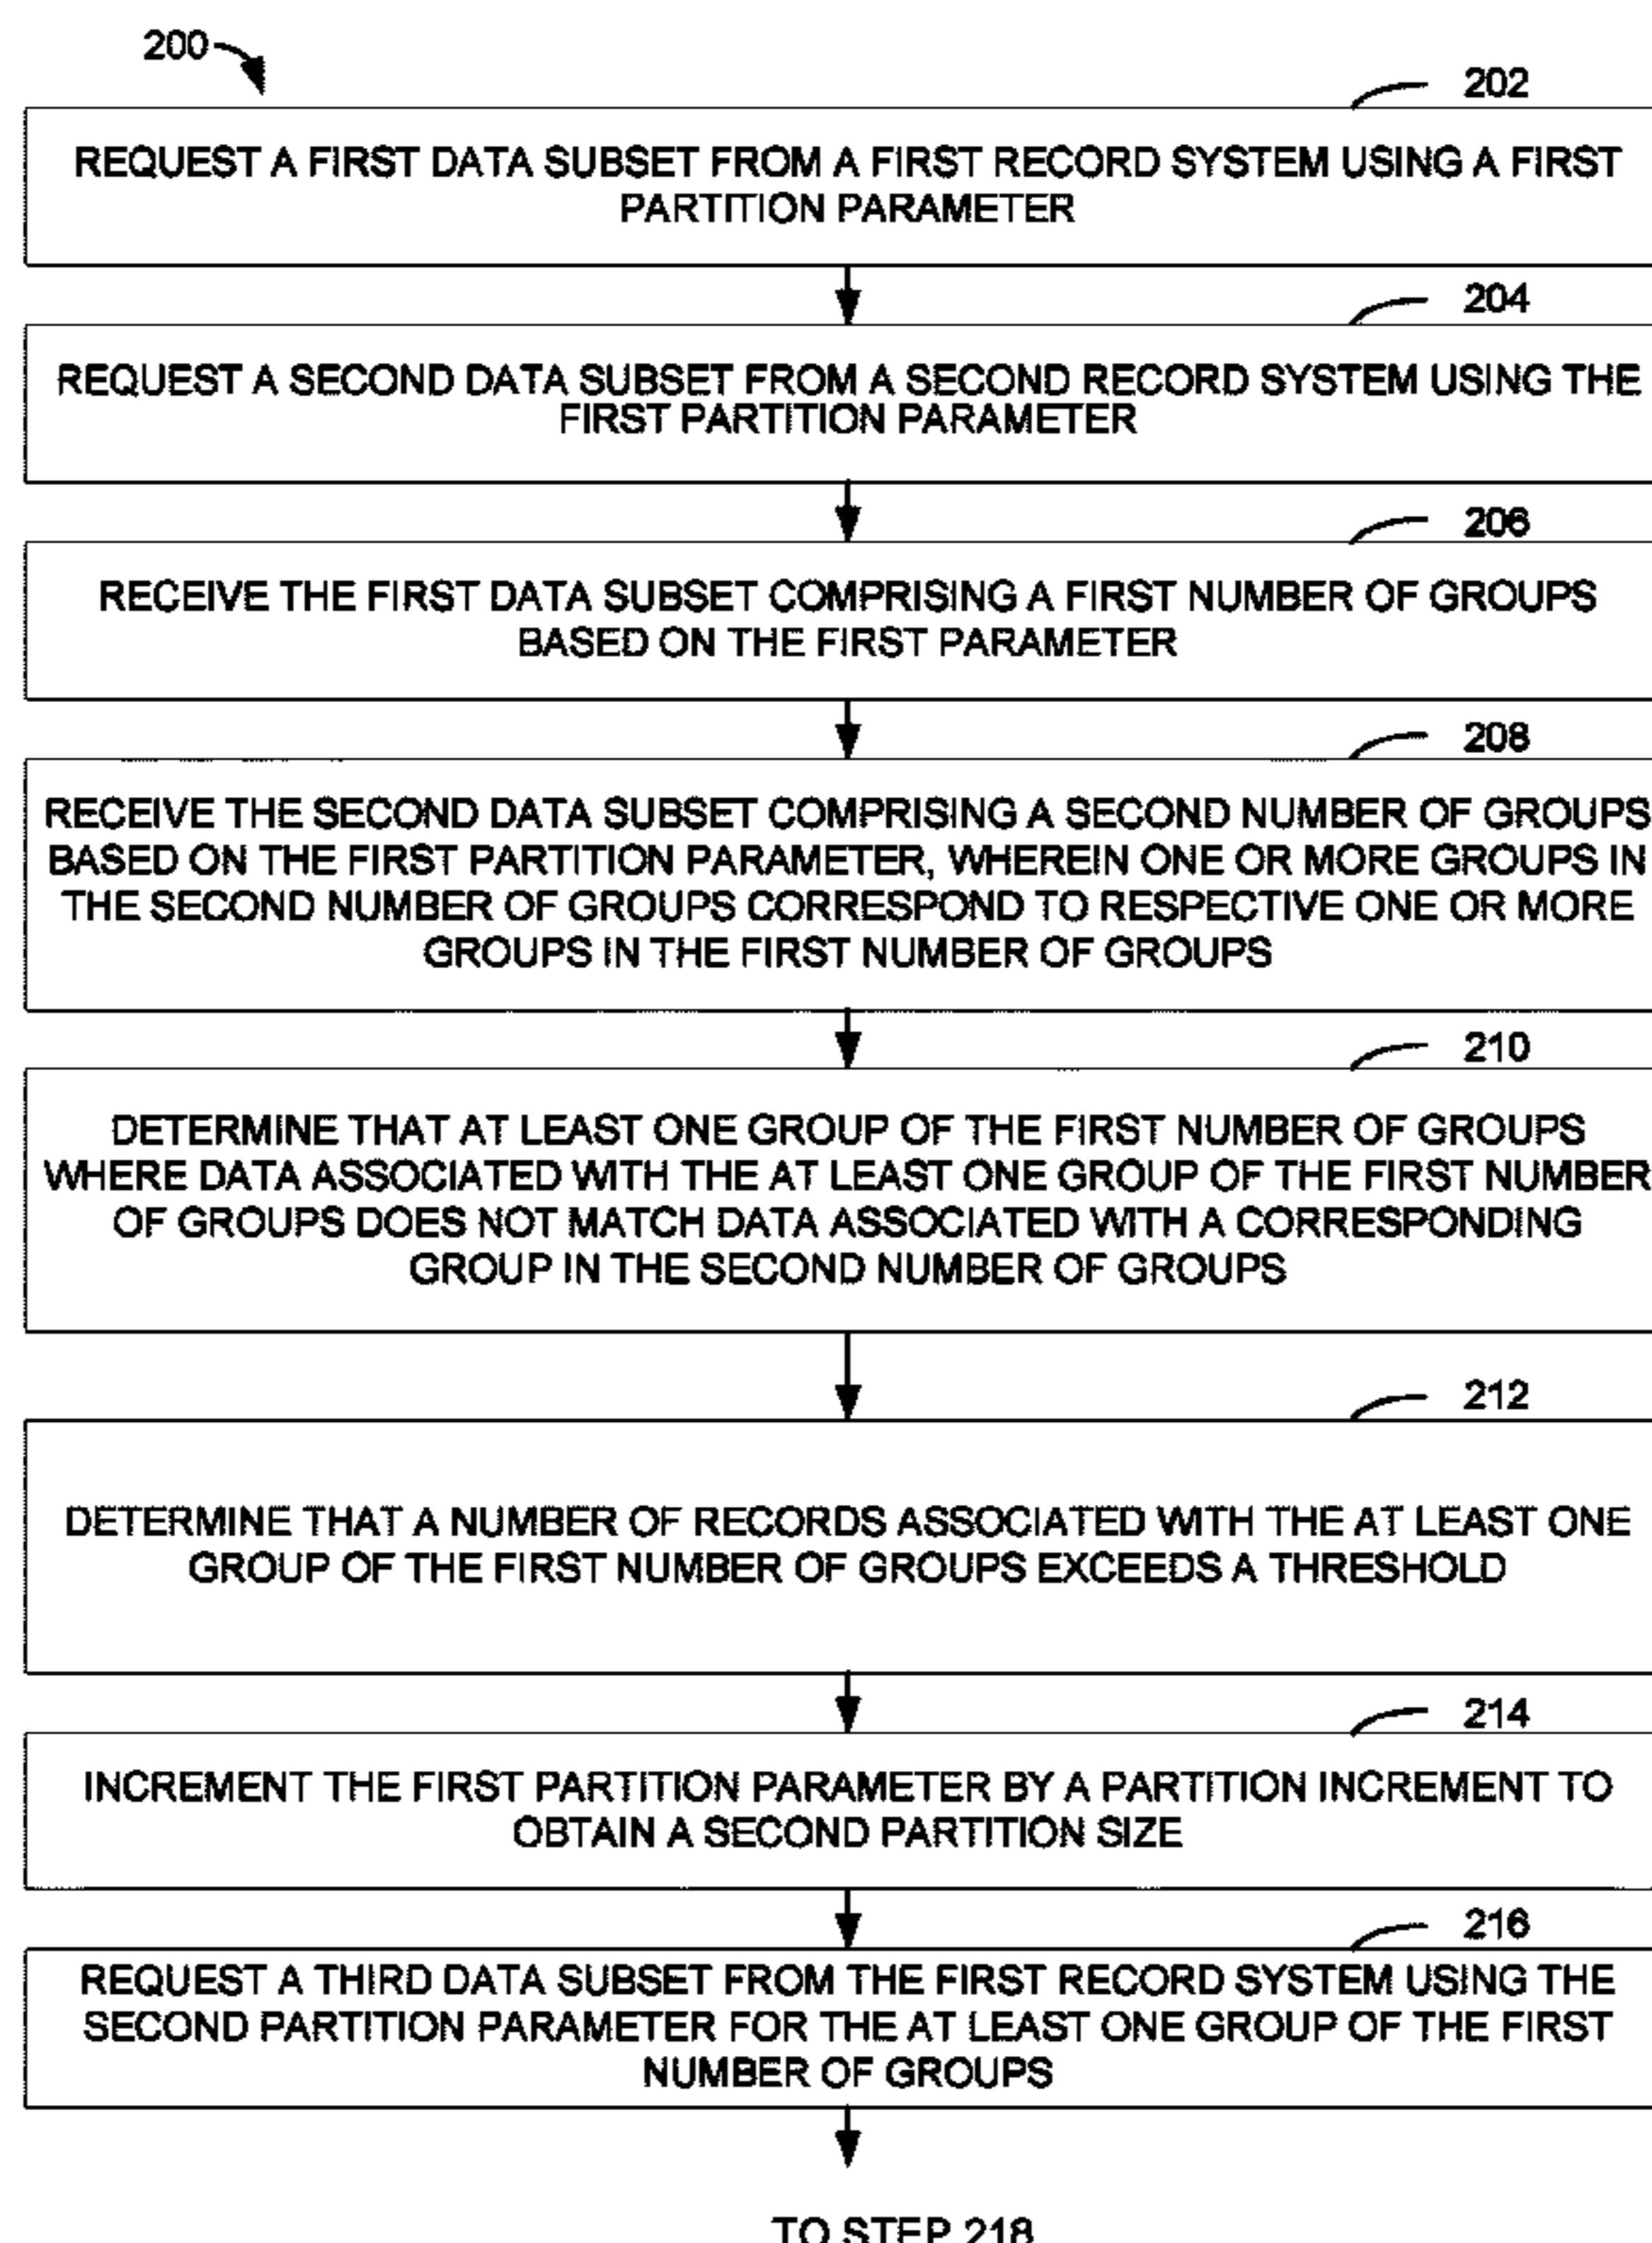 200
202
REQUEST A FIRST DATA SUBSET FROM A FIRST RECORD SYSTEM USING A FIRST
PARTITION PARAMETER
204
REQUEST A SECOND DATA SUBSET FROM A SECOND RECORD SYSTEM USING THE
FIRST PARTITION PARAMETER
206
RECEIVE THE FIRST DATA SUBSET COMPRISING A FIRST NUMBER OF GROUPS
BASED ON THE FIRST PARAMETER
208
RECEIVE THE SECOND DATA SUBSET COMPRISING A SECOND NUMBER OF GROUPS
BASED ON THE FIRST PARTITION PARAMETER, WHEREIN ONE OR MORE GROUPS IN
THE SECOND NUMBER OF GROUPS CORRESPOND TO RESPECTIVE ONE OR MORE
GROUPS IN THE FIRST NUMBER OF GROUPS
210
DETERMINE THAT AT LEAST ONE GROUP OF THE FIRST NUMBER OF GROUPS
WHERE DATA ASSOCIATED WITH THE AT LEAST ONE GROUP OF THE FIRST NUMBER
OF GROUPS DOES NOT MATCH DATA ASSOCIATED WITH A CORRESPONDING
GROUP IN THE SECOND NUMBER OF GROUPS
212
DETERMINE THAT A NUMBER OF RECORDS ASSOCIATED WITH THE AT LEAST ONE
GROUP OF THE FIRST NUMBER OF GROUPS EXCEEDS A THRESHOLD
214
INCREMENT THE FIRST PARTITION PARAMETER BY A PARTITION INCREMENT TO
OBTAIN A SECOND PARTITION SIZE
216
REQUEST A THIRD DATA SUBSET FROM THE FIRST RECORD SYSTEM USING THE
SECOND PARTITION PARAMETER FOR THE AT LEAST ONE GROUP OF THE FIRST
NUMBER OF GROUPS
TO STEP 218